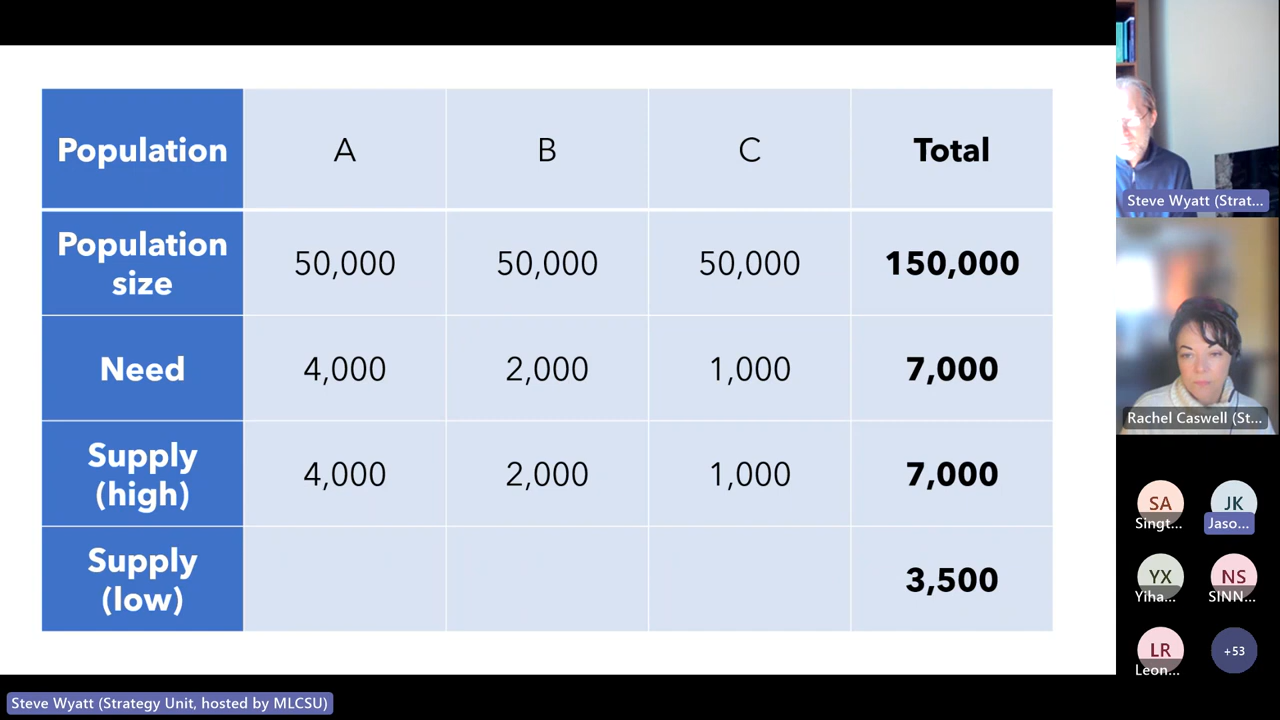 Population A B C Total
Population
size
50,000 50,000 50,000 150,000
Need 4,000 2,000 1,000 7,000
Supply
(high)
4,000 2,000 1,000 7,000
Supply
(low)
3,500
Steve Wyatt (Strat...
Rachel Caswell (St...
SA JK
Singt... Jaso...
YX NS
Yiha... SINN...
LR +53
Leon...
Steve Wyatt (Strategy Unit, hosted by MLCSU)